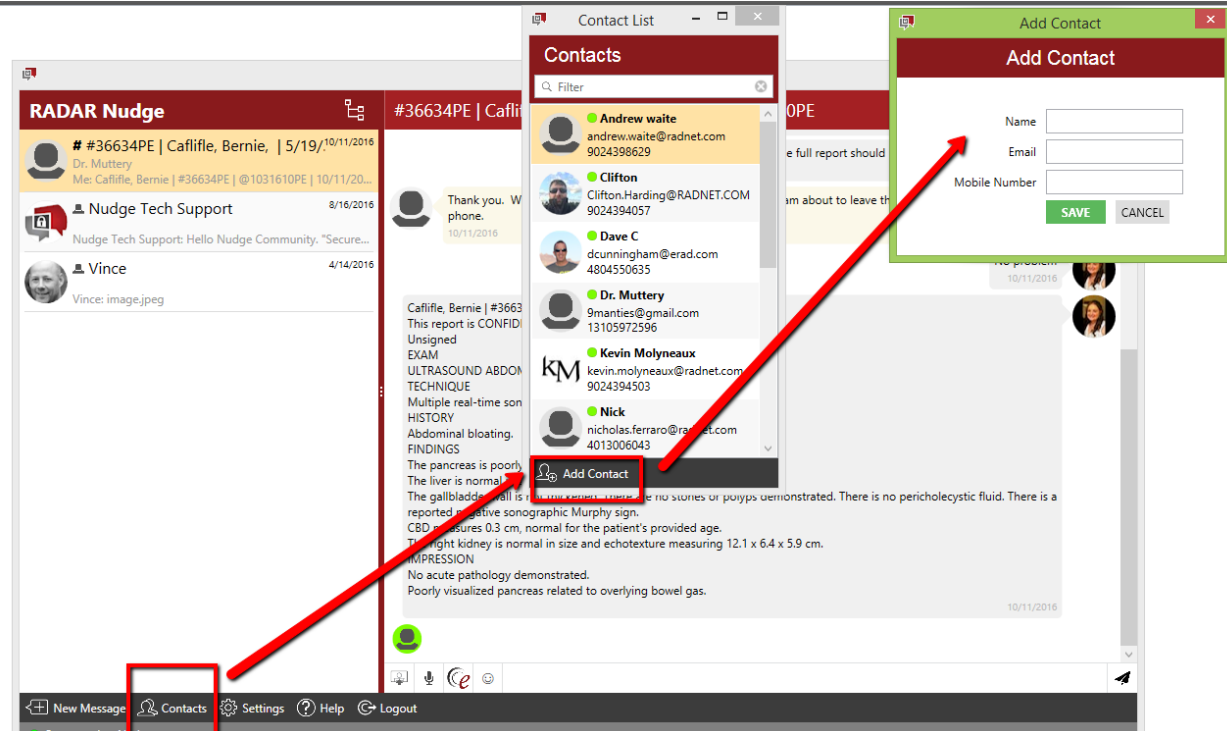 Contact List
Contacts
Filter
Andrew waite
andrew.waite@radnet.com
9024398629
Clifton
Clifton.Harding@RADNET.COM
9024394057
Dave C
dcunningham@erad.com
4804550635
Dr. Muttery
9manties@gmail.com
13105972596
Kevin Molyneaux
kevin.molyneaux@radnet.com
9024394503
Nick
nicholas.ferraro@radnet.com
4013006043
Add Contact
Add Contact
Add Contact
Name
Email
Mobile Number
SAVE CANCEL
RADAR Nudge
# #36634PE | Caflifle, Bernie, | 5/19/ 10/11/2016
Dr. Muttery
Me: Caflifle, Bernie | #36634PE | @1031610PE | 10/11/20...
Nudge Tech Support 8/16/2016
Nudge Tech Support: Hello Nudge Community. "Secure...
Vince 4/14/2016
Vince: image.jpeg
#36634PE | Cafli 0PE
e full report should
Thank you. W am about to leave th
phone.
10/11/2016
No problem
10/11/2016
Caflifle, Bernie | #3663
This report is CONFID
Unsigned
EXAM
ULTRASOUND ABDOM
TECHNIQUE
Multiple real-time son
HISTORY
Abdominal bloating.
FINDINGS
The pancreas is poorly
The liver is normal
The gallbladder wall is not thickened. There are no stones or polyps demonstrated. There is no pericholecystic fluid. There is a
reported negative sonographic Murphy sign.
CBD measures 0.3 cm, normal for the patient's provided age.
The right kidney is normal in size and echotexture measuring 12.1 x 6.4 x 5.9 cm.
IMPRESSION
No acute pathology demonstrated.
Poorly visualized pancreas related to overlying bowel gas.
10/11/2016
New Message Contacts Settings Help Logout